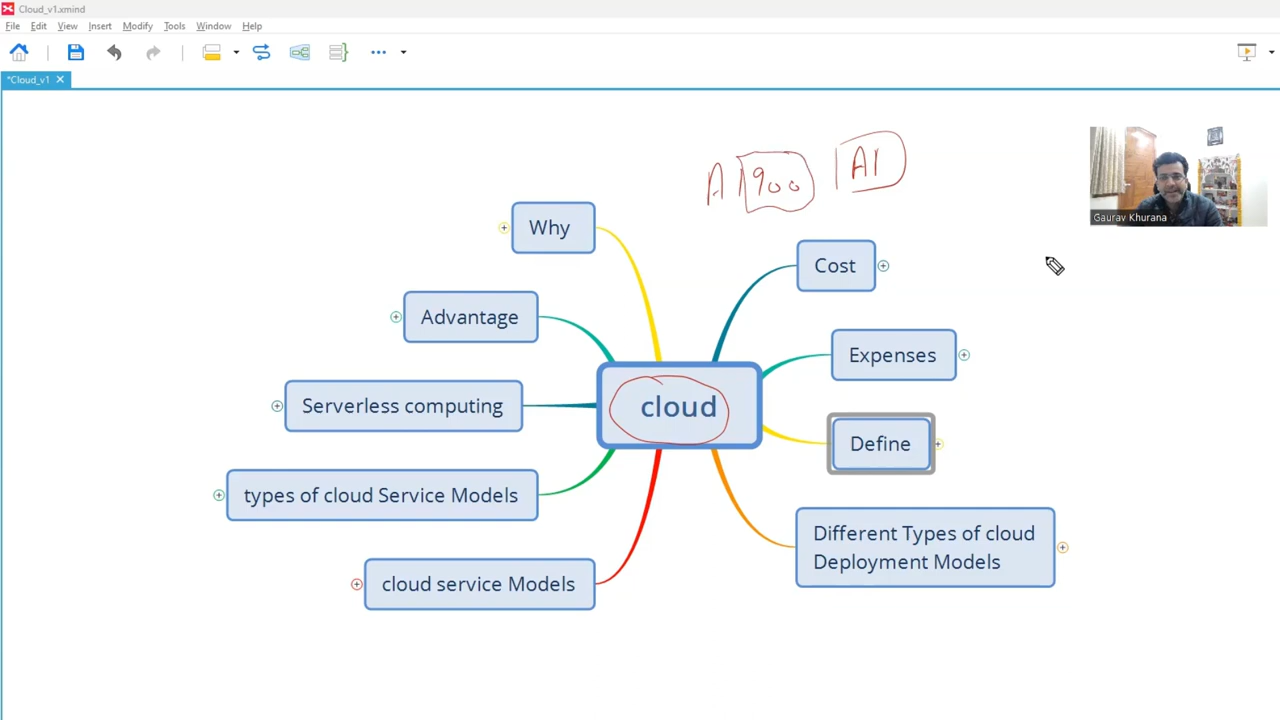 Cloud_v1.xmind
File Edit View Insert Modify Tools Window Help
*Cloud_v1
AI 900 AI
Gaurav Khurana
Why
Cost
Advantage
Expenses
Serverless computing
cloud
Define
types of cloud Service Models
Different Types of cloud
Deployment Models
cloud service Models